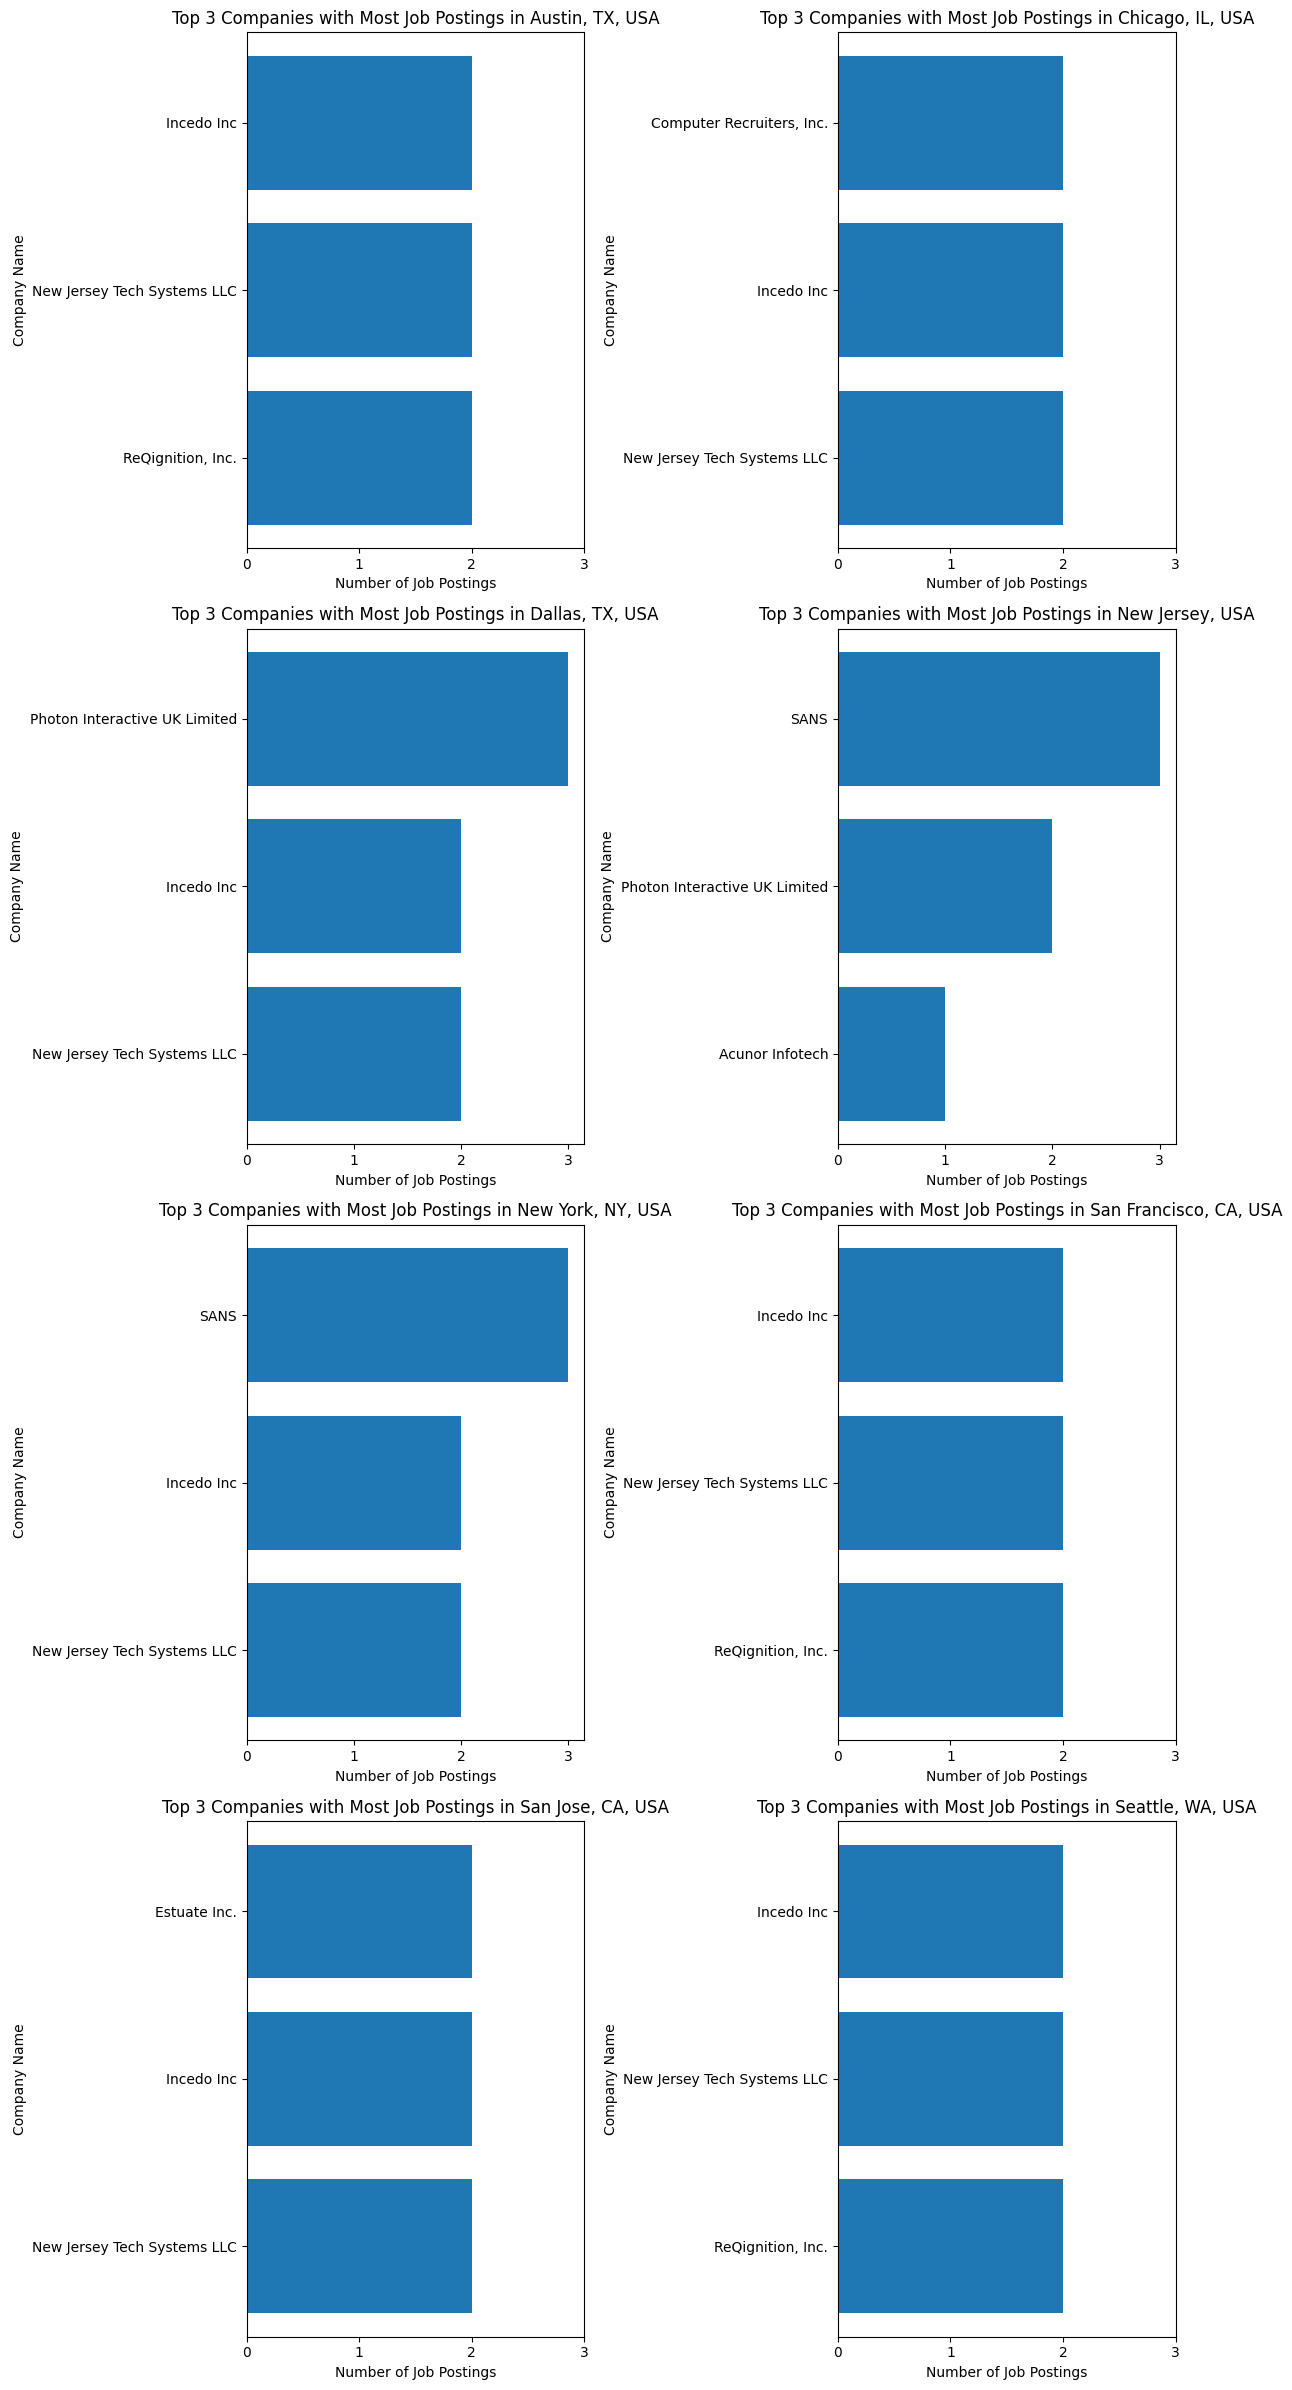 Top 3 Companies with Most Job Postings in Austin, TX, USA
Company Name
Incedo Inc
New Jersey Tech Systems LLC
ReQignition, Inc.
0 1 2 3
Number of Job Postings
Top 3 Companies with Most Job Postings in Chicago, IL, USA
Company Name
Computer Recruiters, Inc.
Incedo Inc
New Jersey Tech Systems LLC
0 1 2 3
Number of Job Postings
Top 3 Companies with Most Job Postings in Dallas, TX, USA
Company Name
Photon Interactive UK Limited
Incedo Inc
New Jersey Tech Systems LLC
0 1 2 3
Number of Job Postings
Top 3 Companies with Most Job Postings in New Jersey, USA
Company Name
SANS
Photon Interactive UK Limited
Acunor Infotech
0 1 2 3
Number of Job Postings
Top 3 Companies with Most Job Postings in New York, NY, USA
Company Name
SANS
Incedo Inc
New Jersey Tech Systems LLC
0 1 2 3
Number of Job Postings
Top 3 Companies with Most Job Postings in San Francisco, CA, USA
Company Name
Incedo Inc
New Jersey Tech Systems LLC
ReQignition, Inc.
0 1 2 3
Number of Job Postings
Top 3 Companies with Most Job Postings in San Jose, CA, USA
Company Name
Estuate Inc.
Incedo Inc
New Jersey Tech Systems LLC
0 1 2 3
Number of Job Postings
Top 3 Companies with Most Job Postings in Seattle, WA, USA
Company Name
Incedo Inc
New Jersey Tech Systems LLC
ReQignition, Inc.
0 1 2 3
Number of Job Postings